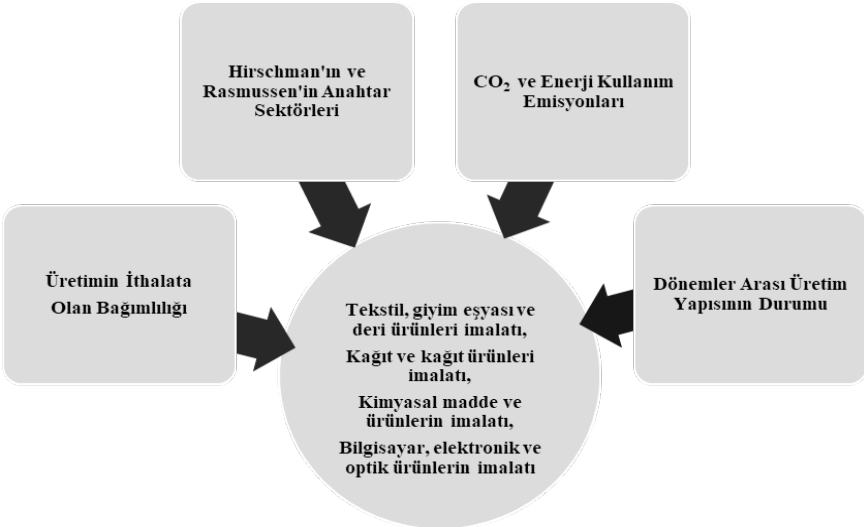 Hirschman'ın ve
Rasmussen'in Anahtar
Sektörleri
CO₂ ve Enerji Kullanım
Emisyonları
Üretimin İthalata
Olan Bağımlılığı
Dönemler Arası Üretim
Yapısının Durumu
Tekstil, giyim eşyası ve
deri ürünleri imalatı,
Kağıt ve kağıt ürünleri
imalatı,
Kimyasal madde ve
ürünlerin imalatı,
Bilgisayar, elektronik ve
optik ürünlerin imalatı